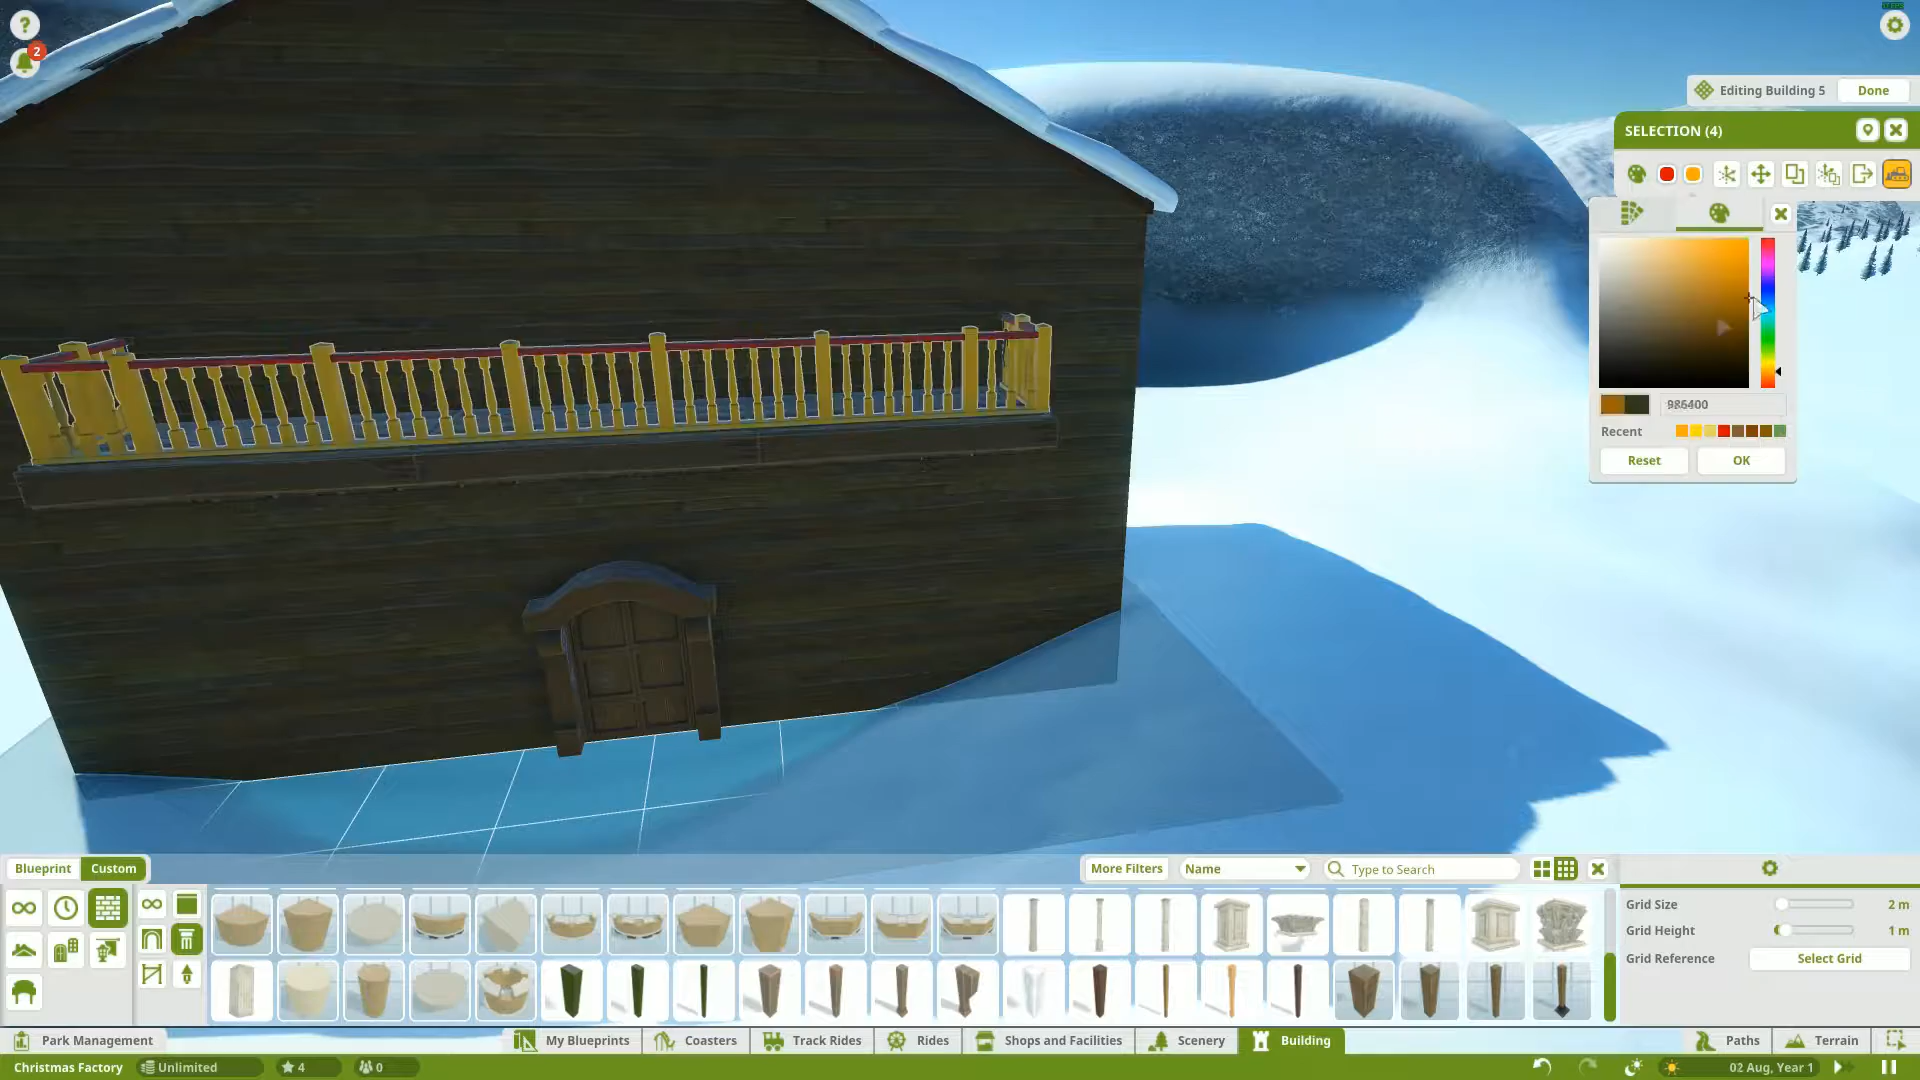 ?
2
Editing Building 5
Done
SELECTION (4)
986400
Recent
Reset
OK
Blueprint
Custom
More Filters
Name
Type to Search
Grid Size
2 m
Grid Height
1 m
Grid Reference
Select Grid
Park Management
My Blueprints
Coasters
Track Rides
Rides
Shops and Facilities
Scenery
Building
Paths
Terrain
Christmas Factory
Unlimited
4
0
02 Aug, Year 1